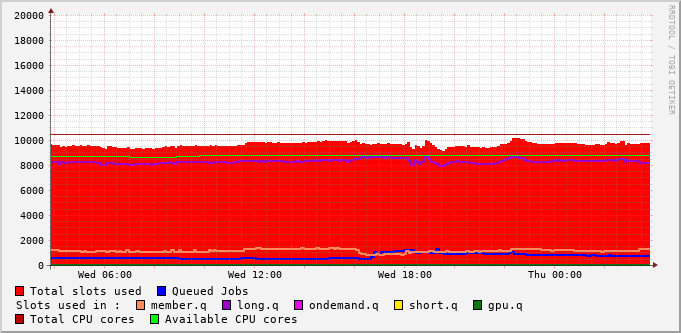 RRDTOOL / TOBI OETIKER
20000
18000
16000
14000
12000
10000
8000
6000
4000
2000
0
Wed 06:00 Wed 12:00 Wed 18:00 Thu 00:00
Total slots used Queued Jobs
Slots used in : member.q long.q ondemand.q short.q gpu.q
Total CPU cores Available CPU cores